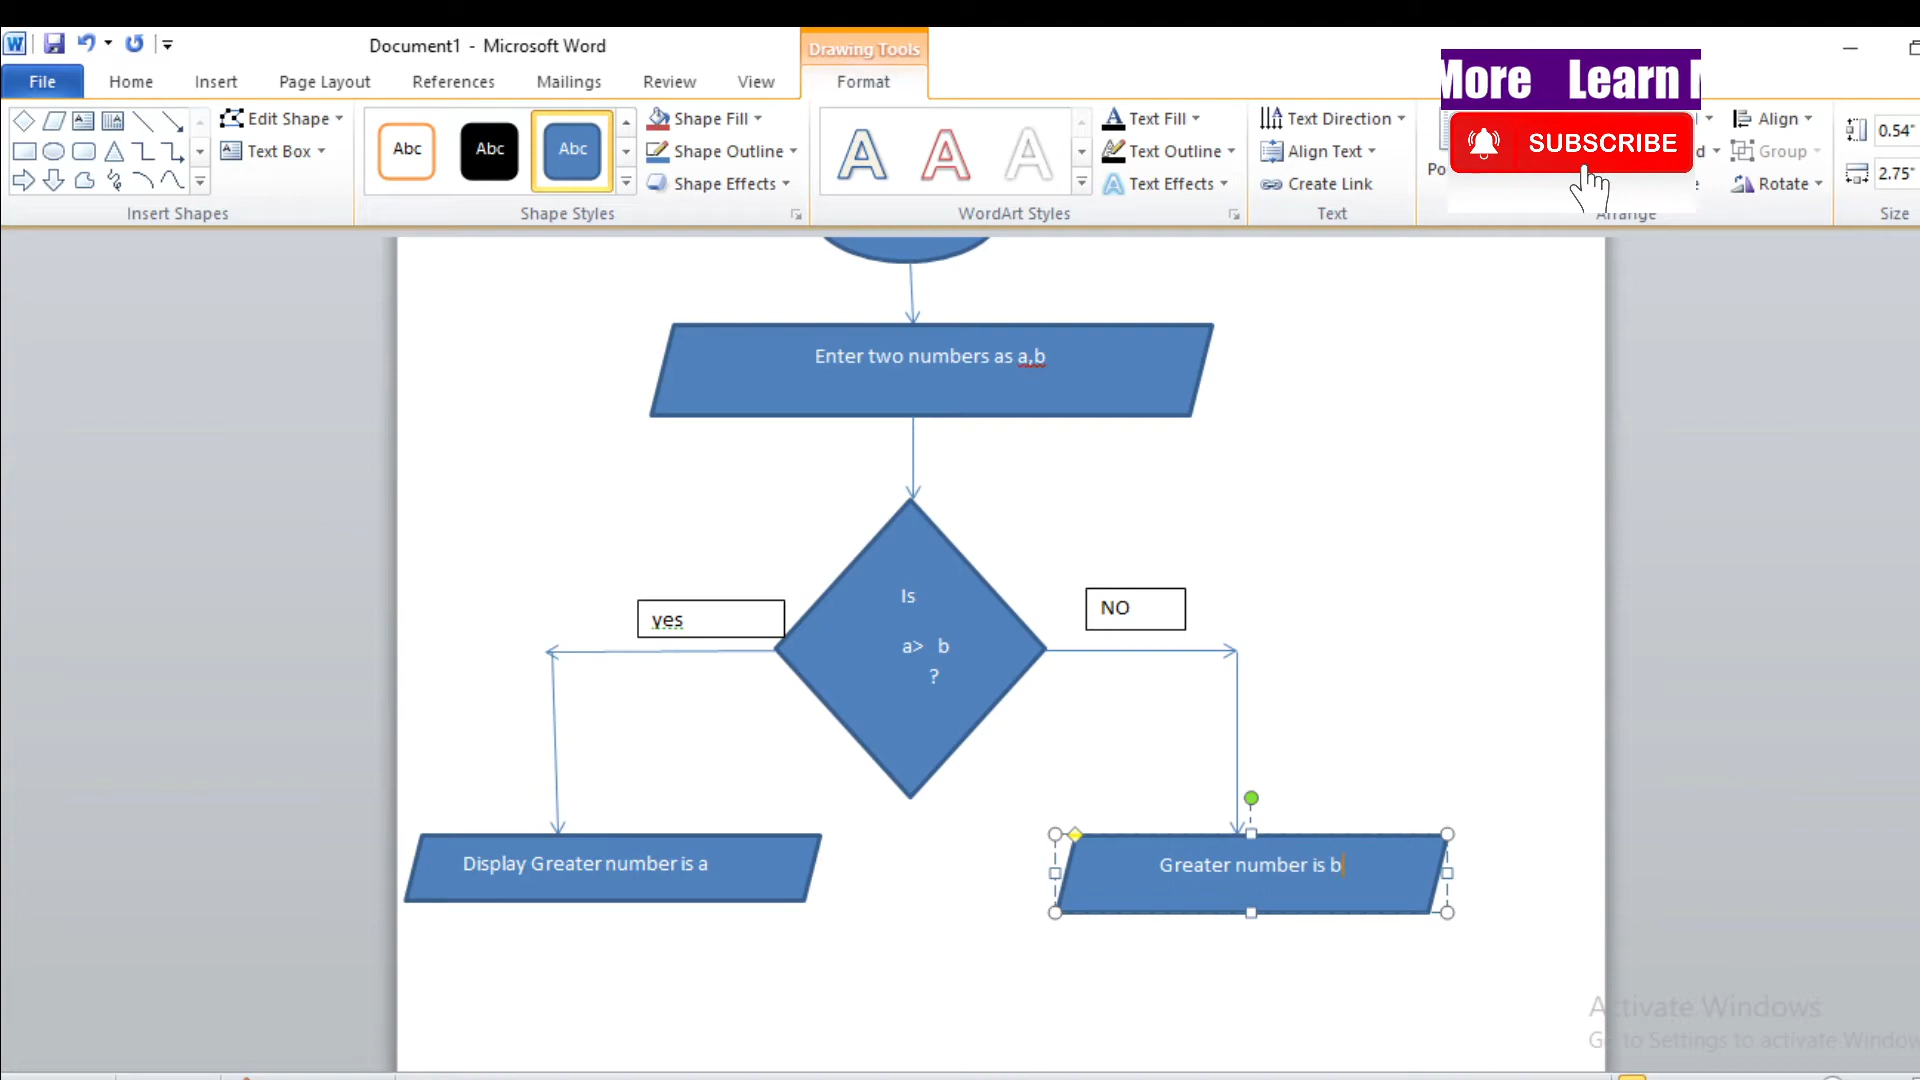 Document1 - Microsoft Word
Drawing Tools
File Home Insert Page Layout References Mailings Review View Format
More Learn
SUBSCRIBE
Edit Shape
Text Box
Insert Shapes
Abc Abc Abc
Shape Fill
Shape Outline
Shape Effects
Shape Styles
A A A
WordArt Styles
Text Fill
Text Outline
Text Effects
Text Direction
Align Text
Create Link
Text
Po
Align
Group
Rotate
Arrange
0.54"
2.75"
Size
Enter two numbers as a,b
Is
a> b
?
yes
NO
Display Greater number is a
Greater number is b
Activate Windows
Go to Settings to activate Window